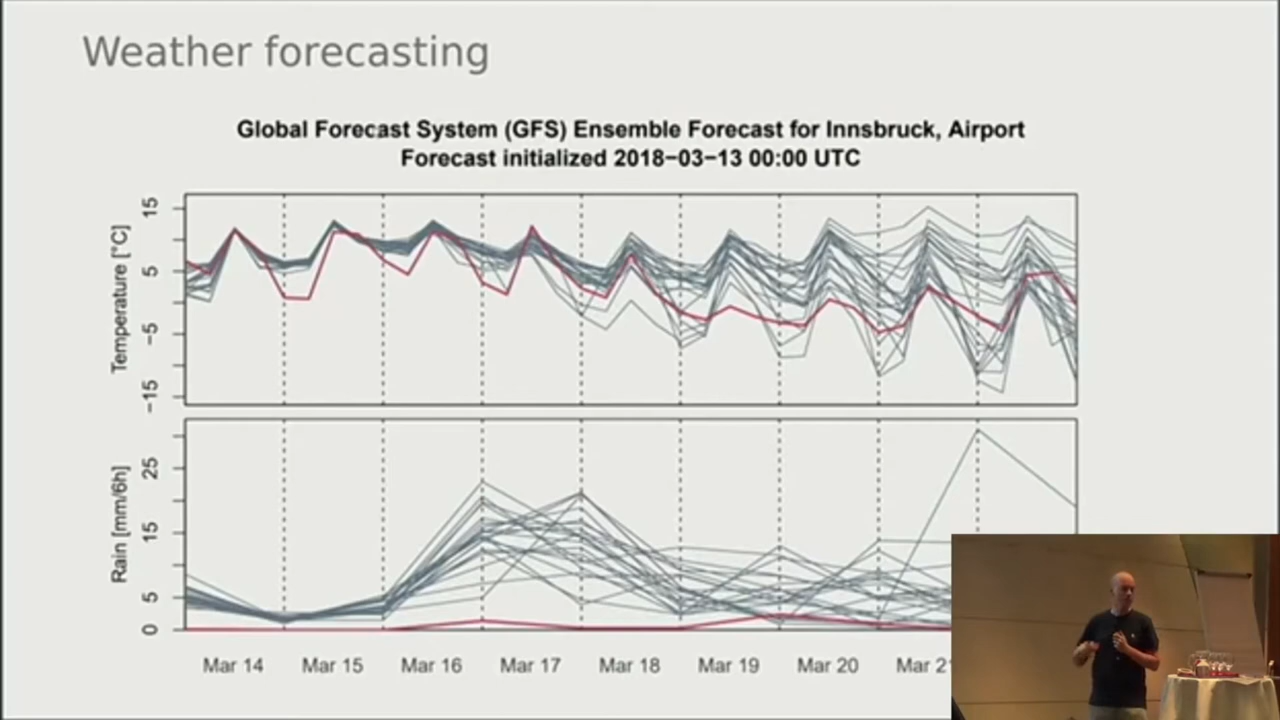 Weather forecasting
Global Forecast System (GFS) Ensemble Forecast for Innsbruck, Airport
Forecast initialized 2018−03−13 00:00 UTC
Temperature [°C]
15
5
−5
−15
Rain [mm/6h]
25
15
5
0
Mar 14 Mar 15 Mar 16 Mar 17 Mar 18 Mar 19 Mar 20 Mar 21